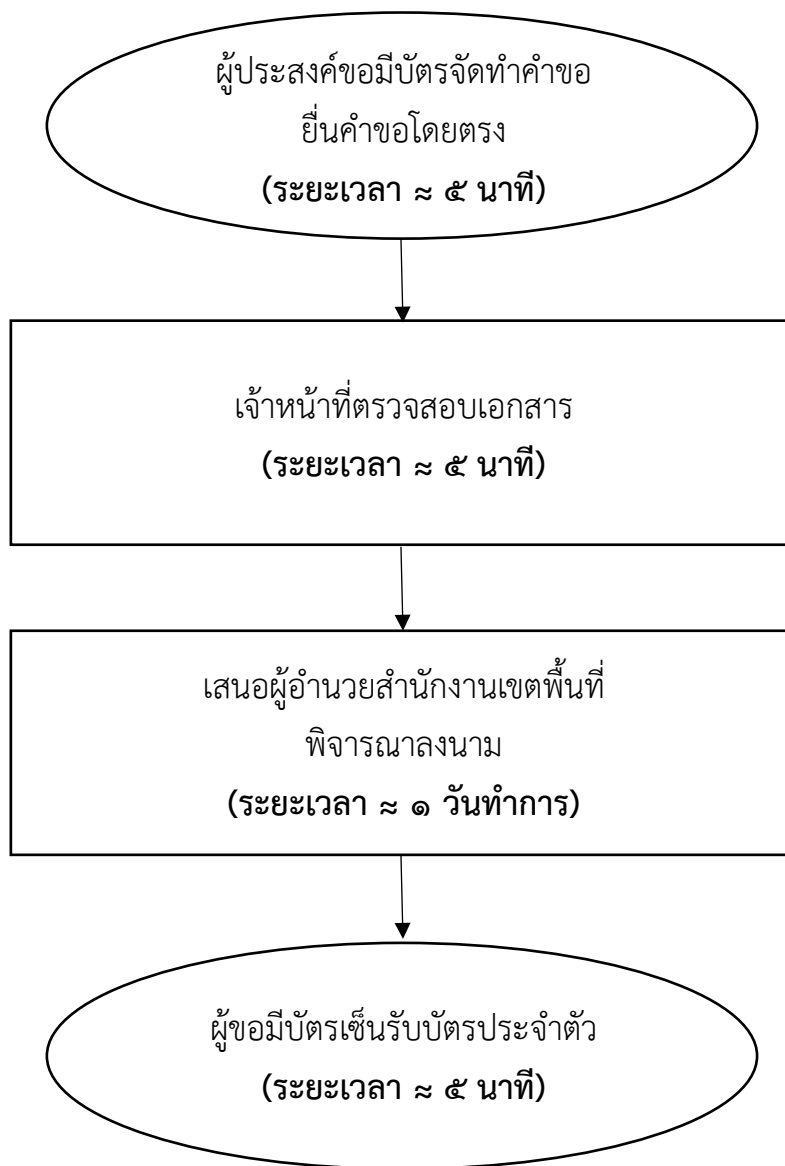 ผู้ประสงค์ขอมีบัตรจัดทำคำขอ
ยื่นคำขอโดยตรง
(ระยะเวลา ≈ ๕ นาที)
เจ้าหน้าที่ตรวจสอบเอกสาร
(ระยะเวลา ≈ ๕ นาที)
เสนอผู้อำนวยสำนักงานเขตพื้นที่
พิจารณาลงนาม
(ระยะเวลา ≈ ๑ วันทำการ)
ผู้ขอมีบัตรเซ็นรับบัตรประจำตัว
(ระยะเวลา ≈ ๕ นาที)